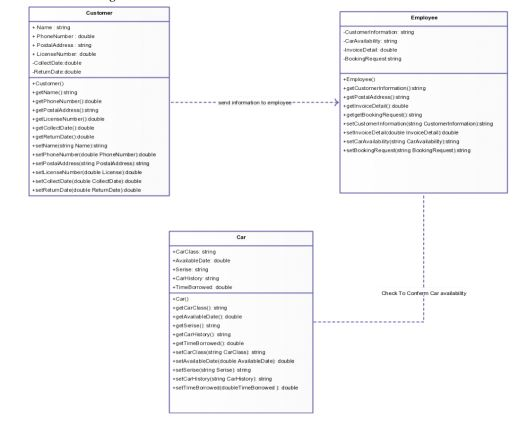 Customer
+ Name : string
+ PhoneNumber : double
+ PostalAddress : string
+ LicenseNumber: double
-CollectDate:double
-ReturnDate:double
+Customer()
+getName():string
+getPhoneNumber():double
+getPostalAddress():string
+getLicenseNumber():double
+getCollectDate():double
+getReturnDate():double
+setName(string Name):string
+setPhoneNumber(double PhoneNumber):double
+setPostalAddress(string PostalAddress):string
+setLicenseNumber(double License):double
+setCollectDate(double CollectDate):double
+setReturnDate(double ReturnDate):double
send information to employee
Employee
-CustomerInformation: string
-CarAvailability: string
-InvoiceDetail: double
-BookingRequest:string
+Employee()
+getCustomerInformation():string
+getPostalAddress():string
+getInvoiceDetail(): double
+getgetBookingRequest(): string
+setCustomerInformation(string CustomerInformation):string
+setInvoiceDetail(double InvoiceDetail):double
+setCarAvailability(string CarAvailability):string
+setBookingRequest(string BookingRequest):string
Check To Conferm Car availability
Car
+CarClass: string
+AvailableDate: double
+Serise: string
+CarHistory: string
+TimeBorrowed: double
+Car()
+getCarClass(): string
+getAvailableDate(): double
+getSerise(): string
+getCarHistory(): string
+getTimeBorrowed(): double
+setCarClass(string CarClass): string
+setAvailableDate(double AvailableDate): double
+setSerise(string Serise): string
+setCarHistory(string CarHistory): string
+setTimeBorrowed(doubleTimeBorrowed ): double